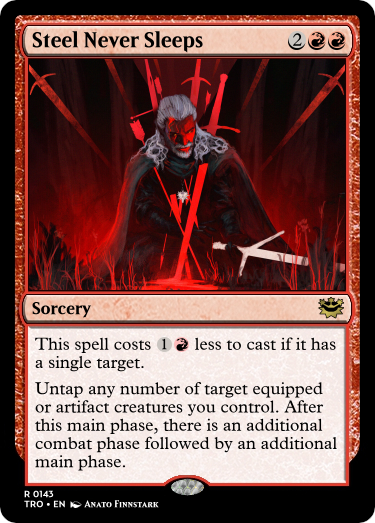 Steel Never Sleeps 2
Sorcery
This spell costs 1 less to cast if it has
a single target.
Untap any number of target equipped
or artifact creatures you control. After
this main phase, there is an additional
combat phase followed by an additional
main phase.
R 0143
TRO • EN Anato Finnstark